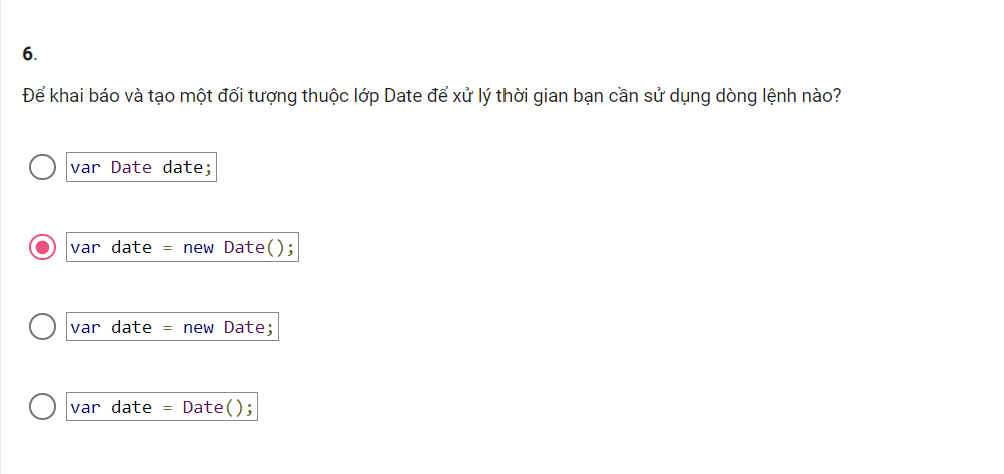 6.
Để khai báo và tạo một đối tượng thuộc lớp Date để xử lý thời gian bạn cần sử dụng dòng lệnh nào?
var Date date;
var date = new Date();
var date = new Date;
var date = Date();